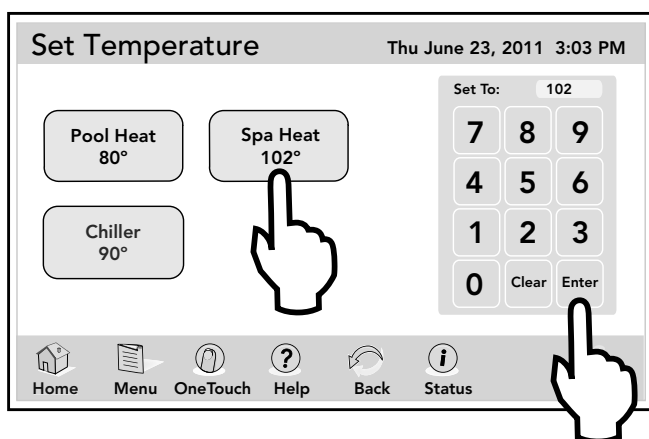 Set Temperature Thu June 23, 2011 3:03 PM
Set To: 102
Pool Heat
80°
Spa Heat
102°
Chiller
90°
7 8 9
4 5 6
1 2 3
0 Clear Enter
? i
Home Menu OneTouch Help Back Status